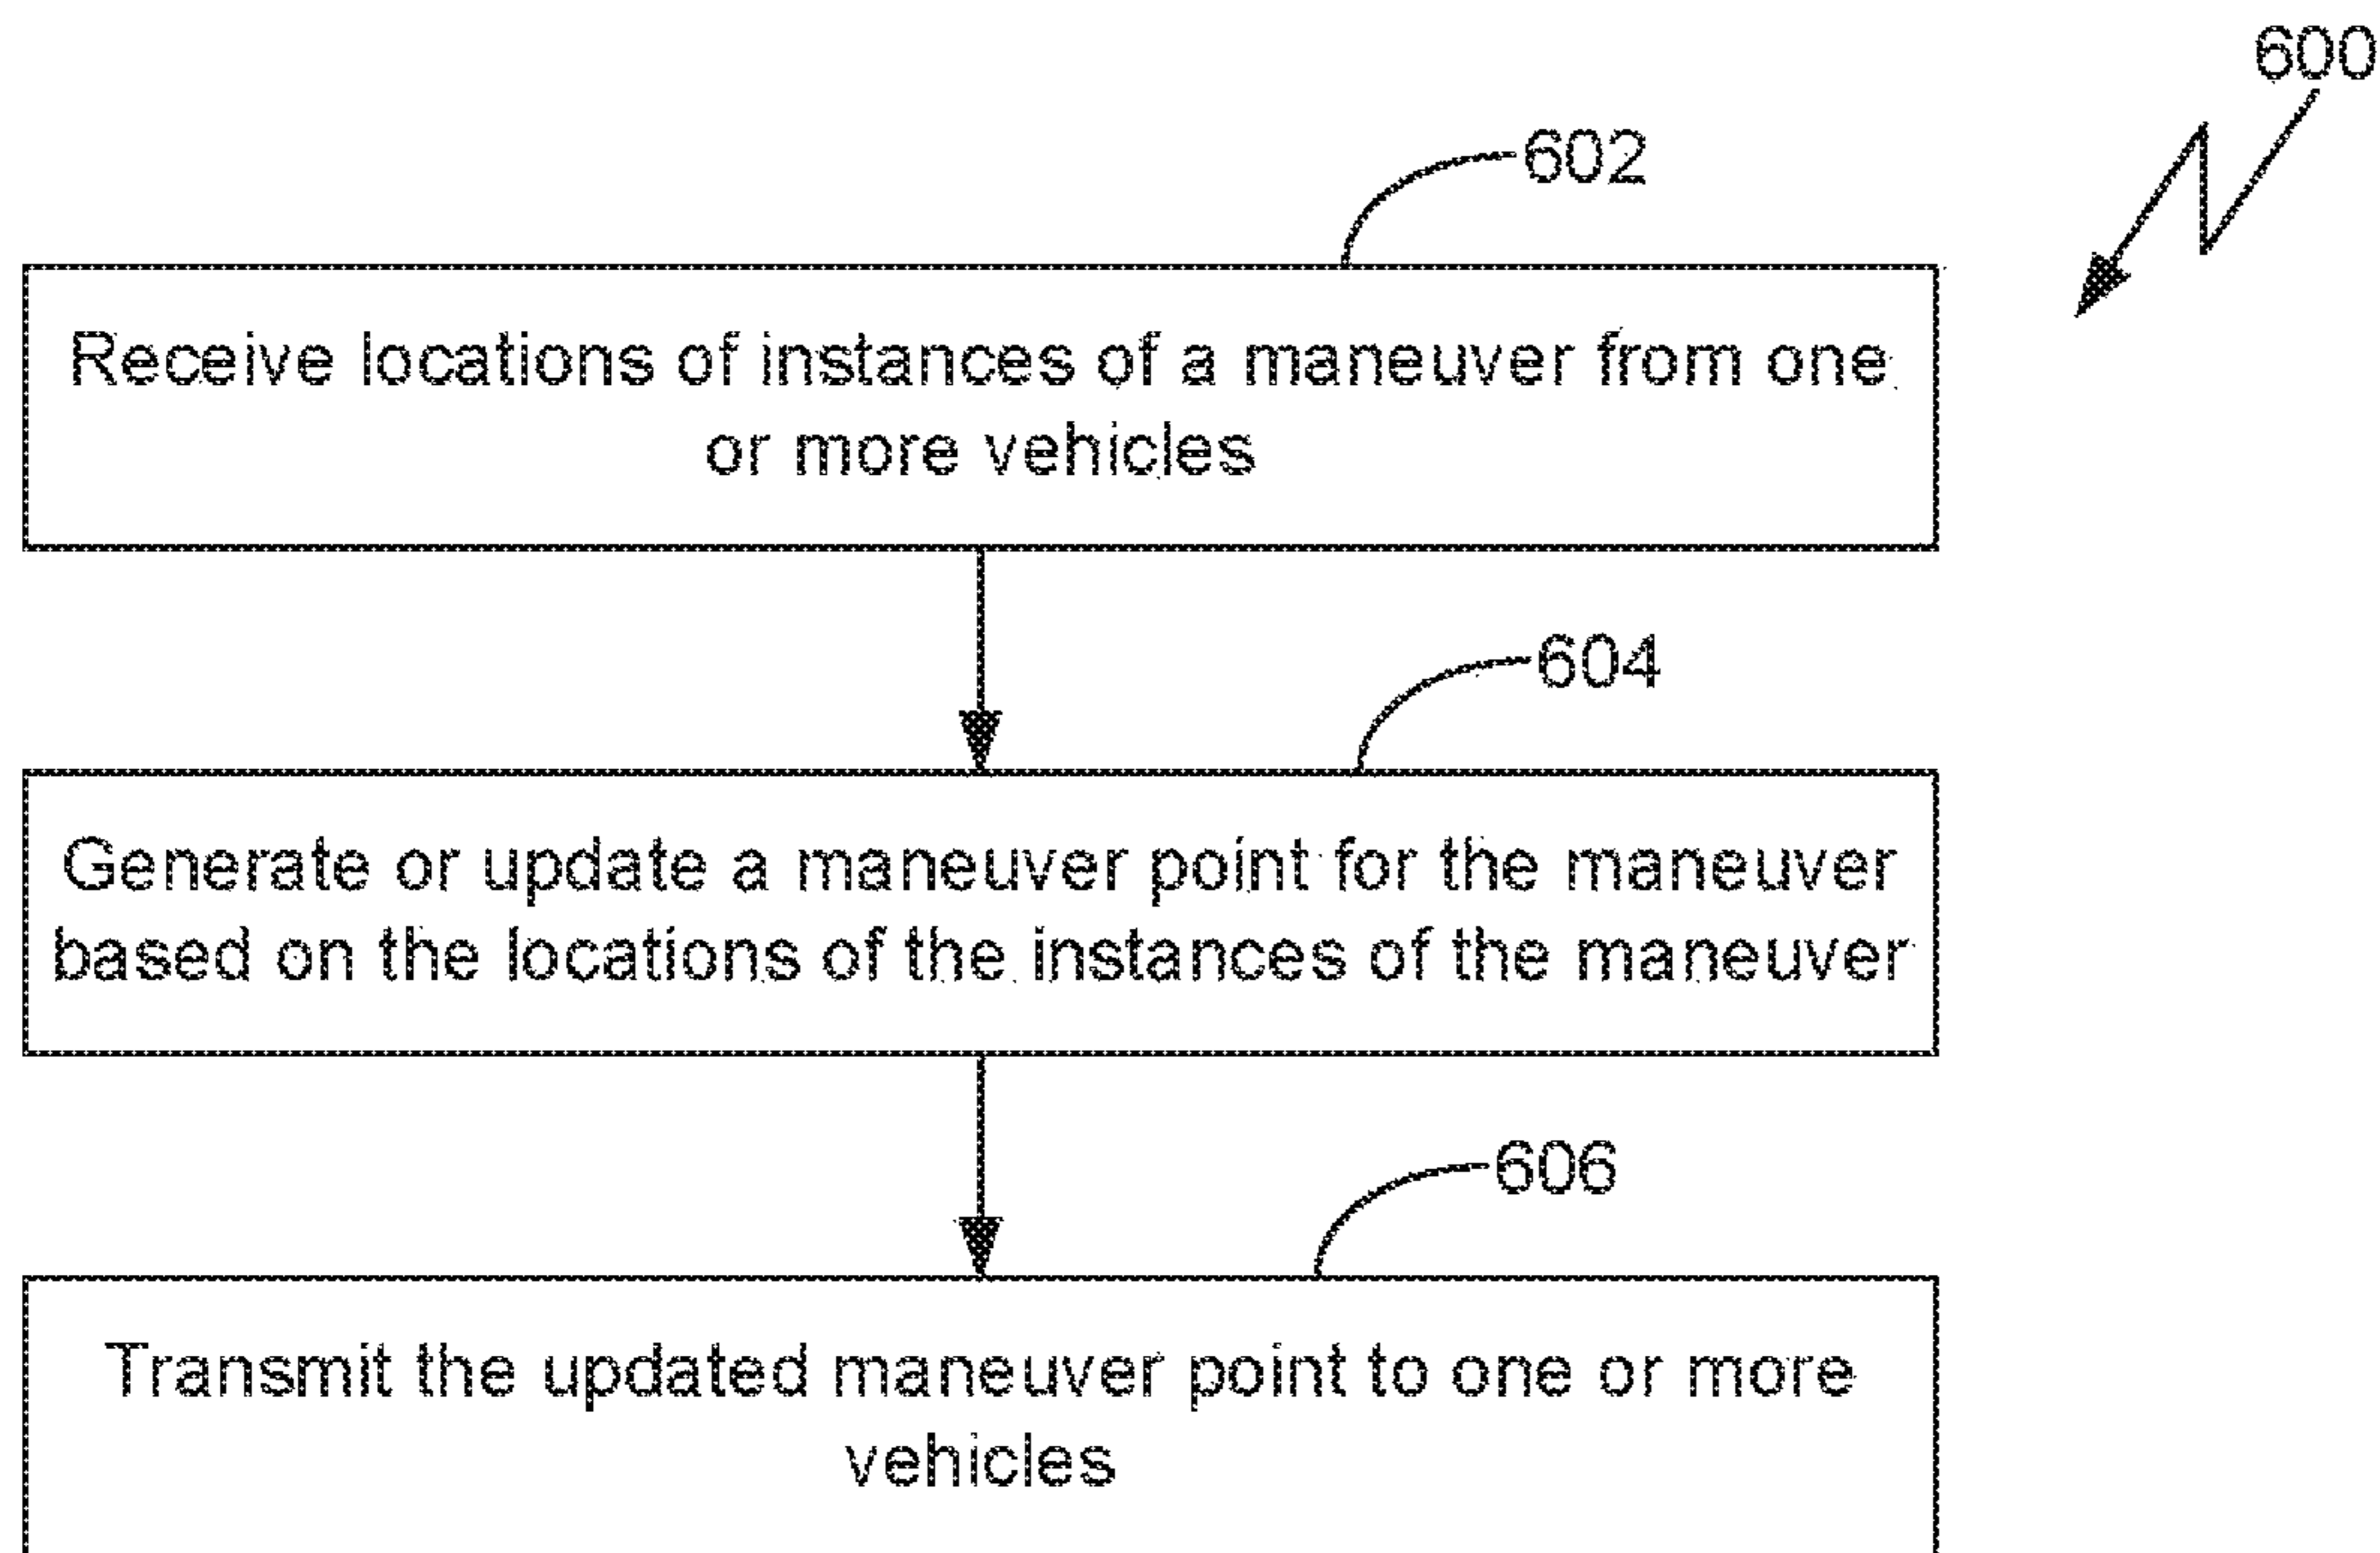 600
602
Receive locations of instances of a maneuver from one
or more vehicles
604
Generate or update a maneuver point for the maneuver
based on the locations of the instances of the maneuver
606
Transmit the updated maneuver point to one or more
vehicles